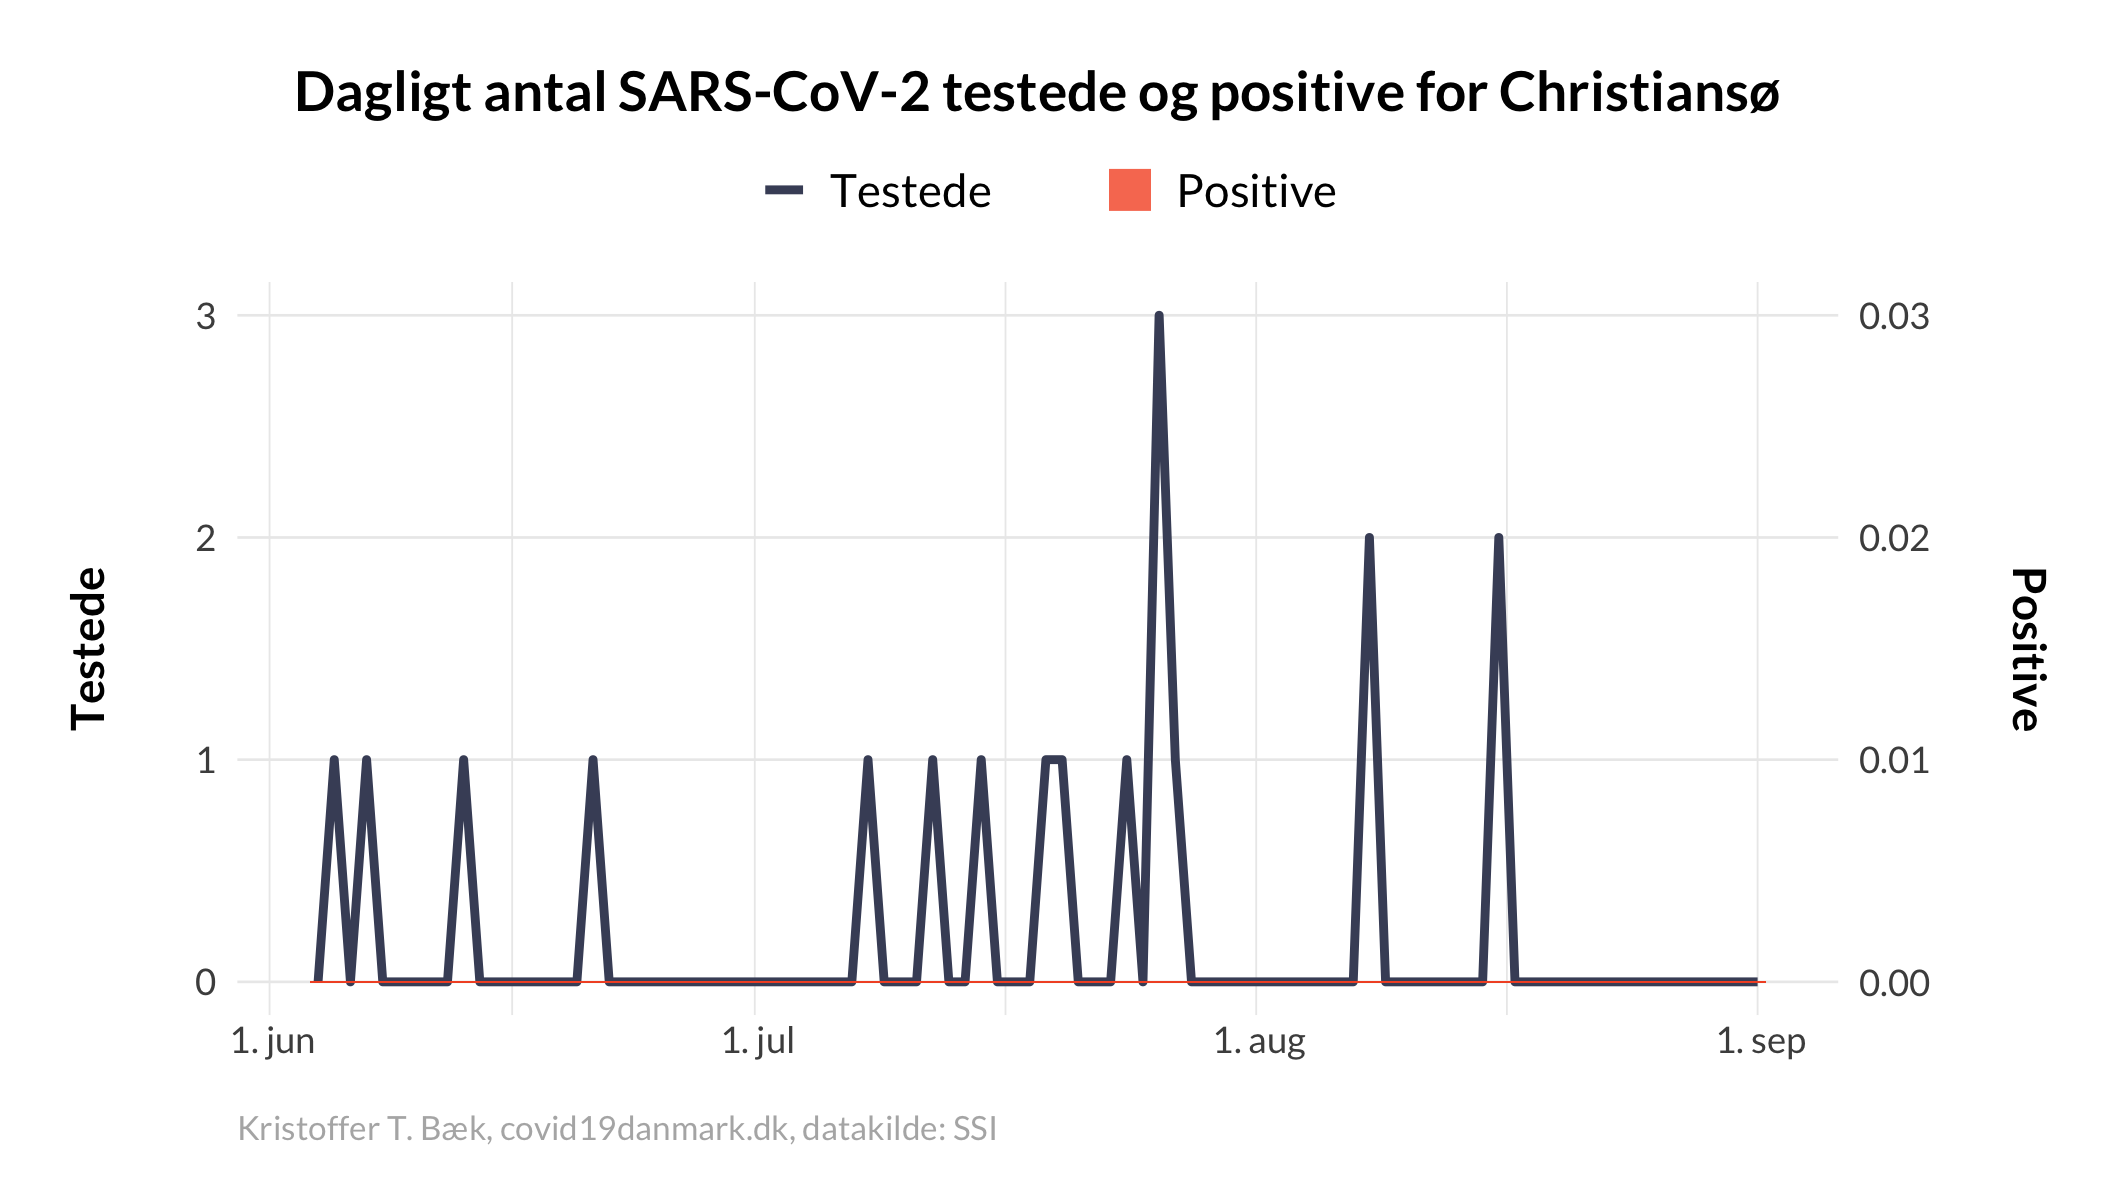 Dagligt antal SARS-CoV-2 testede og positive for Christiansø
Testede Positive
3 0.03
2 0.02
1 0.01
0 0.00
Testede
Positive
1. jun 1. jul 1. aug 1. sep
Kristoffer T. Bæk, covid19danmark.dk, datakilde: SSI